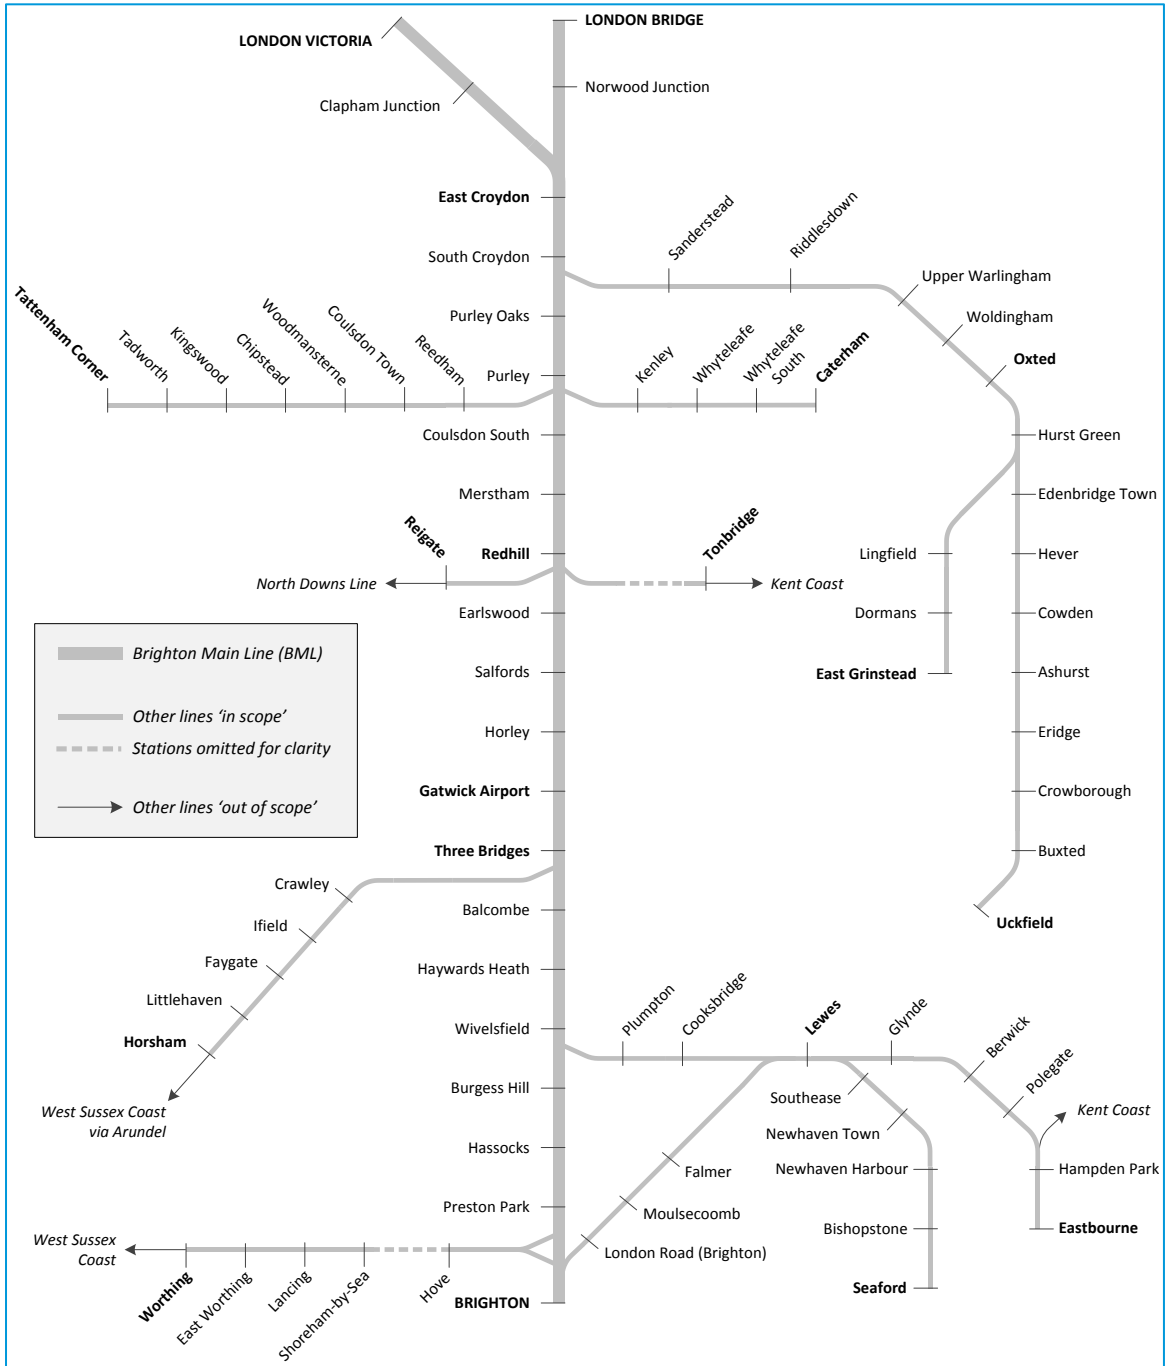 LONDON BRIDGE
LONDON VICTORIA
Norwood Junction
Clapham Junction
East Croydon
Sanderstead
Riddlesdown
South Croydon
Upper Warlingham
Purley Oaks
Woldingham
Oxted
Tattenham Corner
Tadworth
Kingswood
Chipstead
Woodmansterne
Coulsdon Town
Reedham
Purley
Kenley
Whyteleafe
Whyteleafe
South
Caterham
Coulsdon South
Hurst Green
Merstham
Edenbridge Town
Reigate
Redhill
Tonbridge
Lingfield
Hever
North Downs Line
Kent Coast
Earlswood
Dormans
Cowden
Brighton Main Line (BML)
Other lines ‘in scope’
Stations omitted for clarity
Other lines ‘out of scope’
Salfords
East Grinstead
Ashurst
Horley
Eridge
Gatwick Airport
Crowborough
Three Bridges
Buxted
Crawley
Balcombe
Uckfield
Ifield
Faygate
Haywards Heath
Littlehaven
Horsham
Wivelsfield
Plumpton
Cooksbridge
Lewes
Glynde
Berwick
Polegate
West Sussex Coast
via Arundel
Burgess Hill
Southease
Kent Coast
Newhaven Town
Hassocks
Falmer
Newhaven Harbour
Hampden Park
Preston Park
Moulsecoomb
Bishopstone
Eastbourne
West Sussex
Coast
London Road (Brighton)
Worthing
East Worthing
Lancing
Shoreham-by-Sea
Hove
BRIGHTON
Seaford